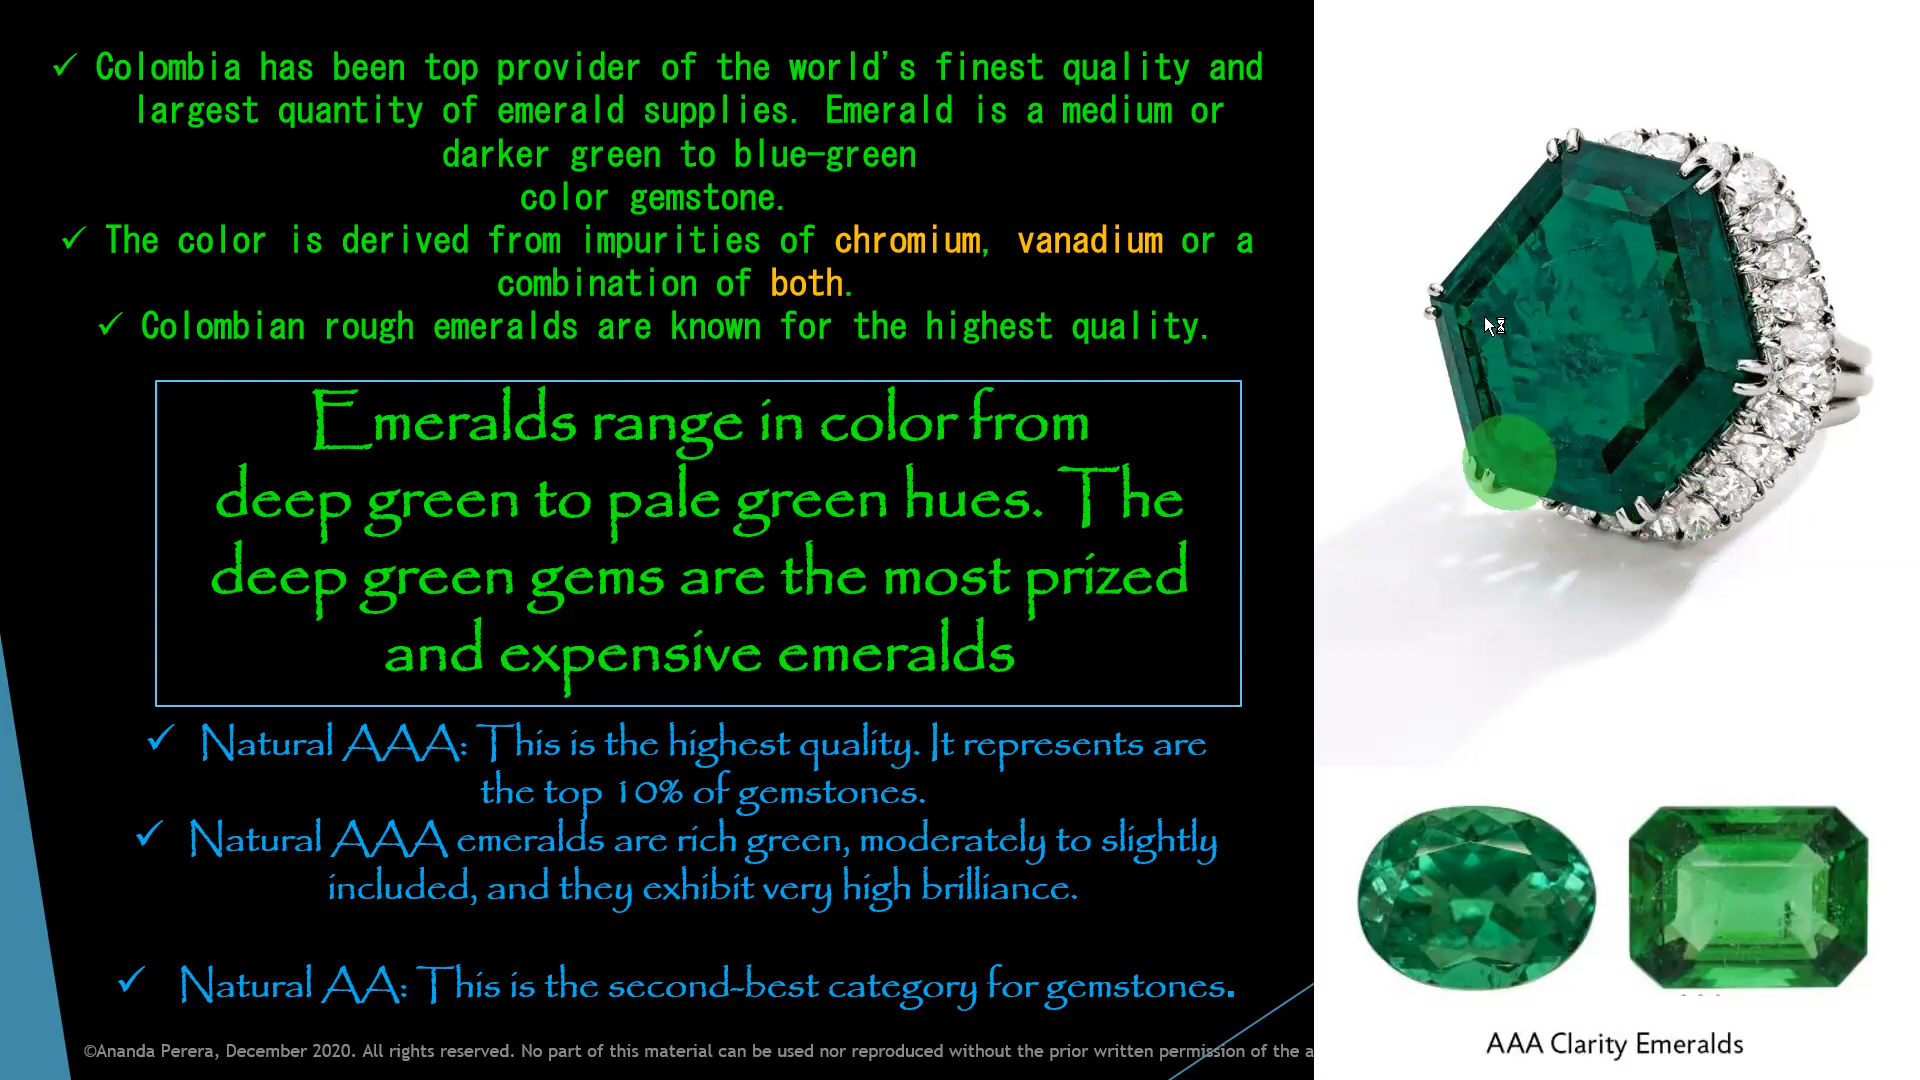 ✓ Colombia has been top provider of the world's finest quality and
largest quantity of emerald supplies. Emerald is a medium or
darker green to blue-green
color gemstone.
✓ The color is derived from impurities of chromium, vanadium or a
combination of both.
✓ Colombian rough emeralds are known for the highest quality.
Emeralds range in color from
deep green to pale green hues. The
deep green gems are the most prized
and expensive emeralds
✓ Natural AAA: This is the highest quality. It represents are
the top 10% of gemstones.
✓ Natural AAA emeralds are rich green, moderately to slightly
included, and they exhibit very high brilliance.
✓ Natural AA: This is the second-best category for gemstones.
©Ananda Perera, December 2020. All rights reserved. No part of this material can be used nor reproduced without the prior written permission of the a
AAA Clarity Emeralds